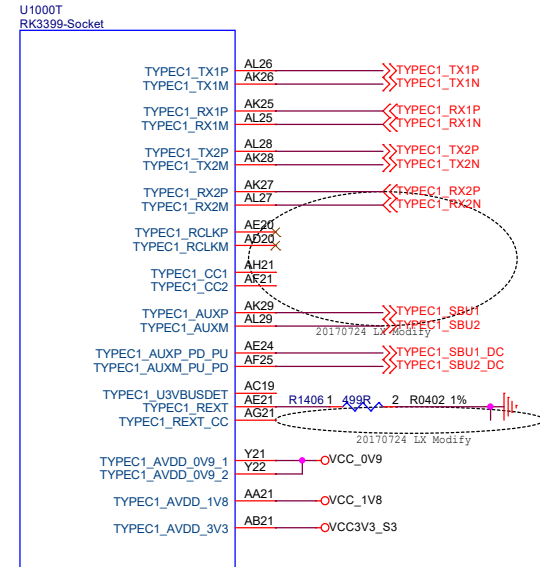 U1000T
RK3399-Socket
TYPEC1_TX1P AL26 TYPEC1_TX1P
TYPEC1_TX1M AK26 TYPEC1_TX1N
TYPEC1_RX1P AK25 TYPEC1_RX1P
TYPEC1_RX1M AL25 TYPEC1_RX1N
TYPEC1_TX2P AL28 TYPEC1_TX2P
TYPEC1_TX2M AK28 TYPEC1_TX2N
TYPEC1_RX2P AK27 TYPEC1_RX2P
TYPEC1_RX2M AL27 TYPEC1_RX2N
TYPEC1_RCLKP AE20
TYPEC1_RCLKM AD20
TYPEC1_CC1 AH21
TYPEC1_CC2 AF21
TYPEC1_AUXP AK29 TYPEC1_SBU1
TYPEC1_AUXM AL29 TYPEC1_SBU2
20170724 LX Modify
TYPEC1_AUXP_PD_PU AE24 TYPEC1_SBU1_DC
TYPEC1_AUXM_PU_PD AF25 TYPEC1_SBU2_DC
TYPEC1_U3VBUSDET AC19
TYPEC1_REXT AE21 R1406 1 499R 2 R0402 1%
TYPEC1_REXT_CC AG21
20170724 LX Modify
TYPEC1_AVDD_0V9_1 Y21 VCC_0V9
TYPEC1_AVDD_0V9_2 Y22
TYPEC1_AVDD_1V8 AA21 VCC_1V8
TYPEC1_AVDD_3V3 AB21 VCC3V3_S3